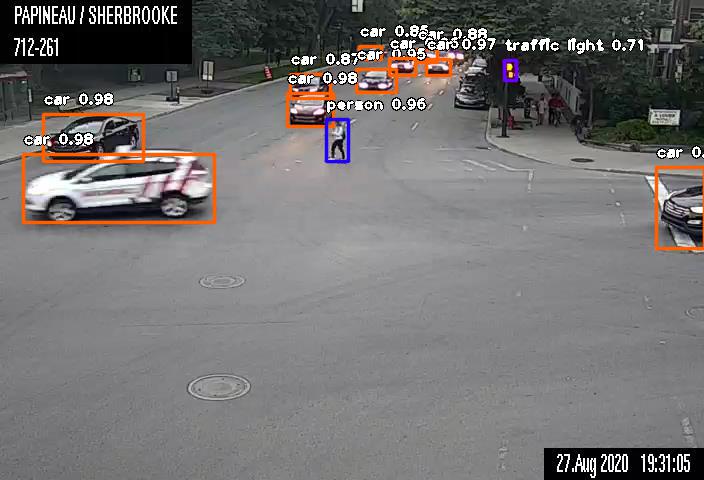 PAPINEAU / SHERBROOKE
712-261
car 0.85
car 0.88
car 0.97
traffic light 0.71
car 0.87
car 0.95
car 0.98
person 0.96
car 0.98
car 0.98
car 0.
27.Aug 2020 19:31:05